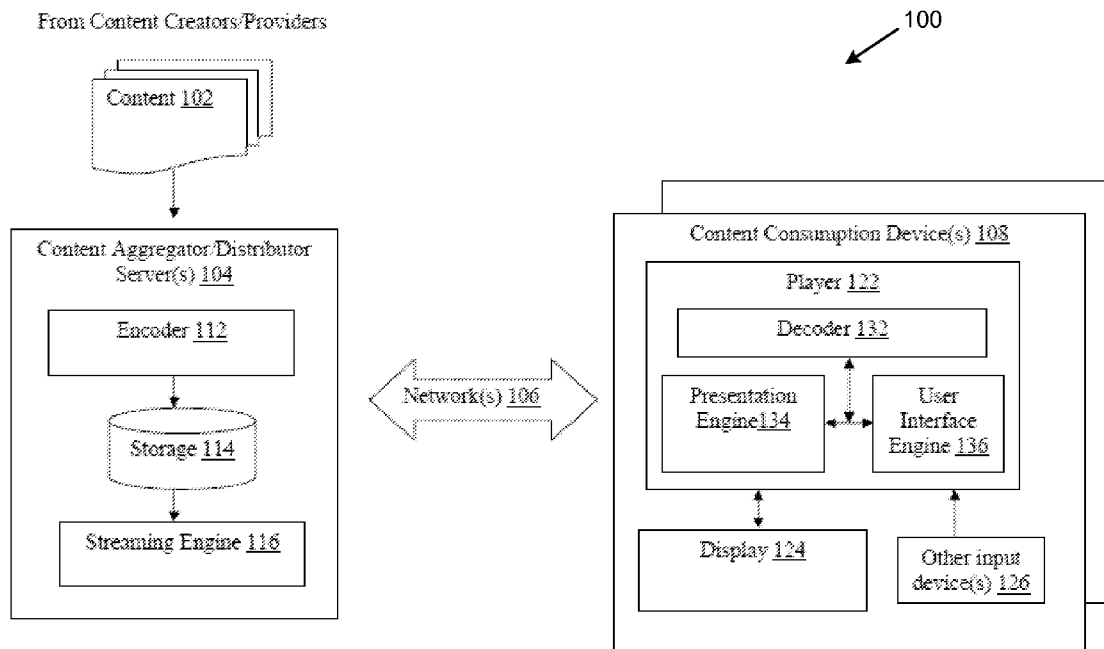 From Content Creators/Providers
100
Content 102
Content Aggregator/Distributor
Server(s) 104
Encoder 112
Storage 114
Streaming Engine 116
Network(s) 106
Content Consumption Device(s) 108
Player 122
Decoder 132
Presentation
Engine134
User
Interface
Engine 136
Display 124
Other input
device(s) 126